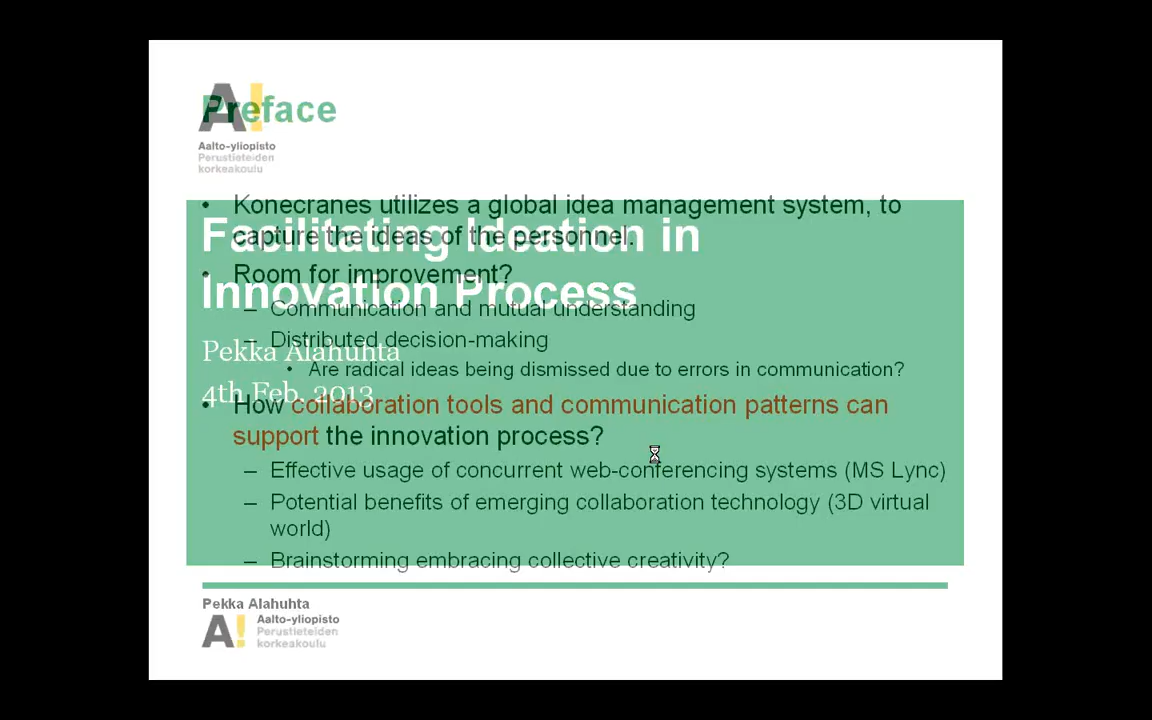 Preface
A!
Aalto-yliopisto
Perustieteiden
korkeakoulu
Facilitating Ideation in
Innovation Process
Pekka Alahuhta
4th Feb. 2013
• Konecranes utilizes a global idea management system, to
capture the ideas of the personnel.
• Room for improvement?
– Communication and mutual understanding
– Distributed decision-making
• Are radical ideas being dismissed due to errors in communication?
• How collaboration tools and communication patterns can
support the innovation process?
– Effective usage of concurrent web-conferencing systems (MS Lync)
– Potential benefits of emerging collaboration technology (3D virtual
world)
– Brainstorming embracing collective creativity?
Pekka Alahuhta
A!
Aalto-yliopisto
Perustieteiden
korkeakoulu